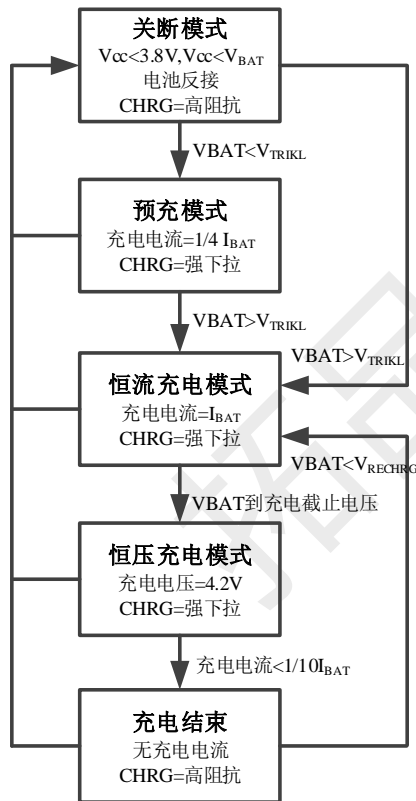 关断模式
Vcc<3.8V,Vcc<VBAT
电池反接
CHRG=高阻抗
VBAT<VTRIKL
预充模式
充电电流=1/4 IBAT
CHRG=强下拉
VBAT>VTRIKL
VBAT>VTRIKL
恒流充电模式
充电电流=IBAT
CHRG=强下拉
VBAT<VRECHRG
VBAT到充电截止电压
恒压充电模式
充电电压=4.2V
CHRG=强下拉
充电电流<1/10IBAT
充电结束
无充电电流
CHRG=高阻抗
拓品